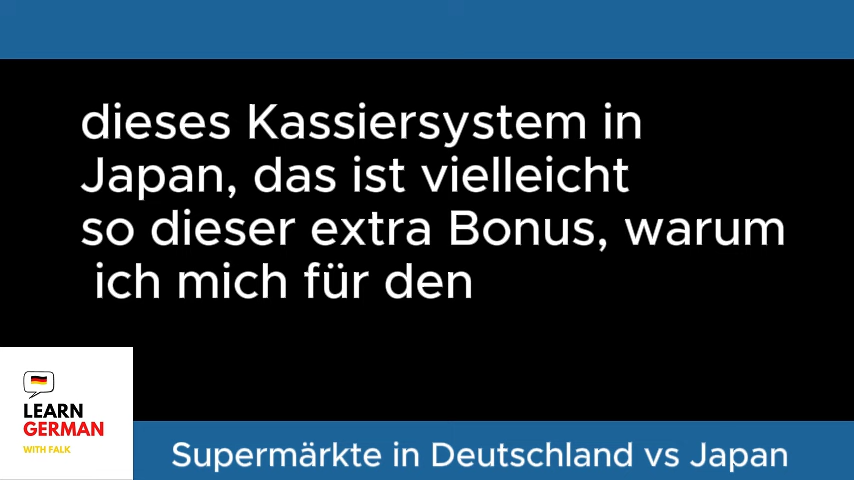 dieses Kassiersystem in
Japan, das ist vielleicht
so dieser extra Bonus, warum
ich mich für den
LEARN
GERMAN
WITH FALK
Supermärkte in Deutschland vs Japan